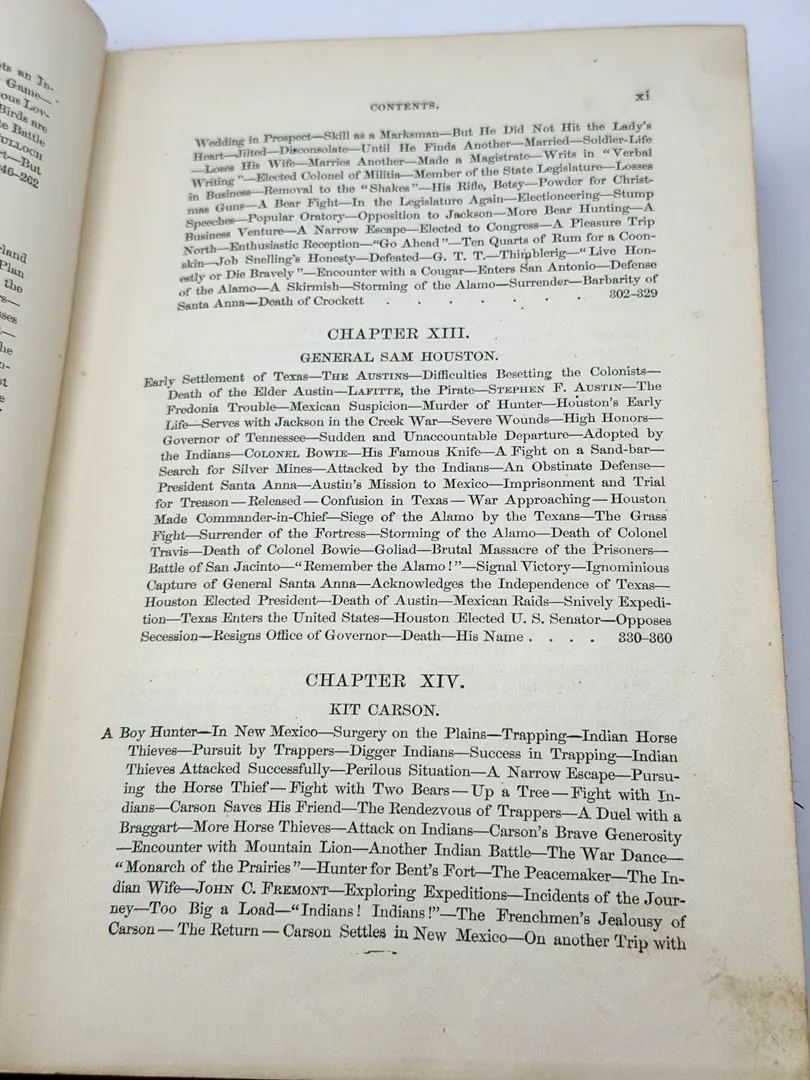 ts an In-
Game—
ous Lov-
Birds are
e Battle
ULLOCH
rt—But
46-262
land
Plan
the
s—
sses
t—
he
n-
t
e
CONTENTS.
xi
Wedding in Prospect—Skill as a Marksman—But He Did Not Hit the Lady's
Heart—Jilted—Disconsolate—Until He Finds Another—Married—Soldier-Life
—Loses His Wife—Marries Another—Made a Magistrate—Writs in "Verbal
Writing"—Elected Colonel of Militia—Member of the State Legislature—Losses
in Business—Removal to the "Shakes"—His Rifle, Betsy—Powder for Christ-
mas Guns—A Bear Fight—In the Legislature Again—Electioneering—Stump
Speeches—Popular Oratory—Opposition to Jackson—More Bear Hunting—A
Business Venture—A Narrow Escape—Elected to Congress—A Pleasure Trip
North—Enthusiastic Reception—"Go Ahead"—Ten Quarts of Rum for a Coon-
skin—Job Snelling's Honesty—Defeated—G. T. T.—Thimblerig—"Live Hon-
estly or Die Bravely"—Encounter with a Cougar—Enters San Antonio—Defense
of the Alamo—A Skirmish—Storming of the Alamo—Surrender—Barbarity of
Santa Anna—Death of Crockett . . . . . . . 302-329
CHAPTER XIII.
GENERAL SAM HOUSTON.
Early Settlement of Texas—THE AUSTINS—Difficulties Besetting the Colonists—
Death of the Elder Austin—LAFITTE, the Pirate—STEPHEN F. AUSTIN—The
Fredonia Trouble—Mexican Suspicion—Murder of Hunter—Houston's Early
Life—Serves with Jackson in the Creek War—Severe Wounds—High Honors—
Governor of Tennessee—Sudden and Unaccountable Departure—Adopted by
the Indians—COLONEL BOWIE—His Famous Knife—A Fight on a Sand-bar—
Search for Silver Mines—Attacked by the Indians—An Obstinate Defense—
President Santa Anna—Austin's Mission to Mexico—Imprisonment and Trial
for Treason—Released—Confusion in Texas—War Approaching—Houston
Made Commander-in-Chief—Siege of the Alamo by the Texans—The Grass
Fight—Surrender of the Fortress—Storming of the Alamo—Death of Colonel
Travis—Death of Colonel Bowie—Goliad—Brutal Massacre of the Prisoners—
Battle of San Jacinto—"Remember the Alamo!"—Signal Victory—Ignominious
Capture of General Santa Anna—Acknowledges the Independence of Texas—
Houston Elected President—Death of Austin—Mexican Raids—Snively Expedi-
tion—Texas Enters the United States—Houston Elected U. S. Senator—Opposes
Secession—Resigns Office of Governor—Death—His Name . . . . 330-360
CHAPTER XIV.
KIT CARSON.
A Boy Hunter—In New Mexico—Surgery on the Plains—Trapping—Indian Horse
Thieves—Pursuit by Trappers—Digger Indians—Success in Trapping—Indian
Thieves Attacked Successfully—Perilous Situation—A Narrow Escape—Pursu-
ing the Horse Thief—Fight with Two Bears—Up a Tree—Fight with In-
dians—Carson Saves His Friend—The Rendezvous of Trappers—A Duel with a
Braggart—More Horse Thieves—Attack on Indians—Carson's Brave Generosity
—Encounter with Mountain Lion—Another Indian Battle—The War Dance—
"Monarch of the Prairies"—Hunter for Bent's Fort—The Peacemaker—The In-
dian Wife—JOHN C. FREMONT—Exploring Expeditions—Incidents of the Jour-
ney—Too Big a Load—"Indians! Indians!"—The Frenchmen's Jealousy of
Carson—The Return—Carson Settles in New Mexico—On another Trip with